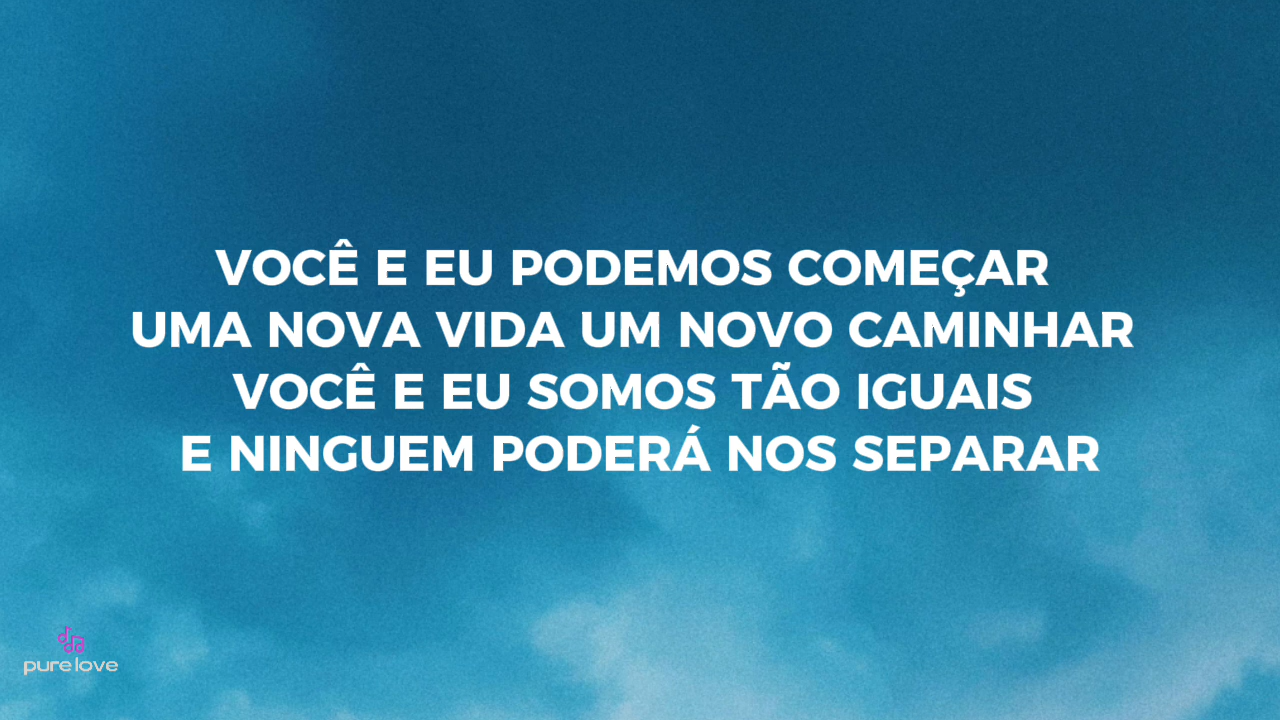 VOCÊ E EU PODEMOS COMEÇAR
UMA NOVA VIDA UM NOVO CAMINHAR
VOCÊ E EU SOMOS TÃO IGUAIS
E NINGUEM PODERÁ NOS SEPARAR
pure love